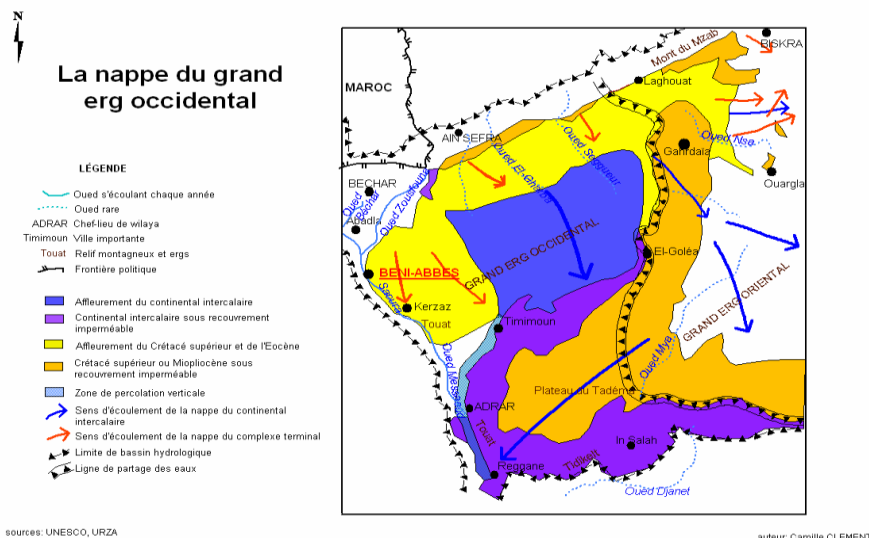 N
La nappe du grand
erg occidental
LÉGENDE
Oued s'écoulant chaque année
Oued rare
ADRAR Chef-lieu de wilaya
Timimoun Ville importante
Touat Relif montagneux et ergs
Frontière politique
Affleurement du continental intercalaire
Continental intercalaire sous recouvrement
imperméable
Affleurement du Crétacé supérieur et de l'Eocène
Crétacé supérieur ou Miopliocène sous
recouvrement imperméable
Zone de percolation verticale
Sens d'écoulement de la nappe du continental
intercalaire
Sens d'écoulement de la nappe du complexe terminal
Limite de bassin hydrologique
Ligne de partage des eaux
sources: UNESCO, URZA
MAROC
Mont du Mzab
BISKRA
Laghouat
AIN SEFRA
Oued Nsa
Ouargla
BECHAR
Oued
Béchar
Oued Zousfouna
Abadla
GRAND ERG OCCIDENTAL
El-Goléa
BENI-ABBES
Saoura
Kerzaz
Touat
Timimoun
GRAND ERG ORIENTAL
Oued Mya
Oued Messaoud
Plateau du Tadémaït
ADRAR
Touat
In Salah
Tidikelt
Reggane
Oued Djanet
auteur: Camille CLEMENT